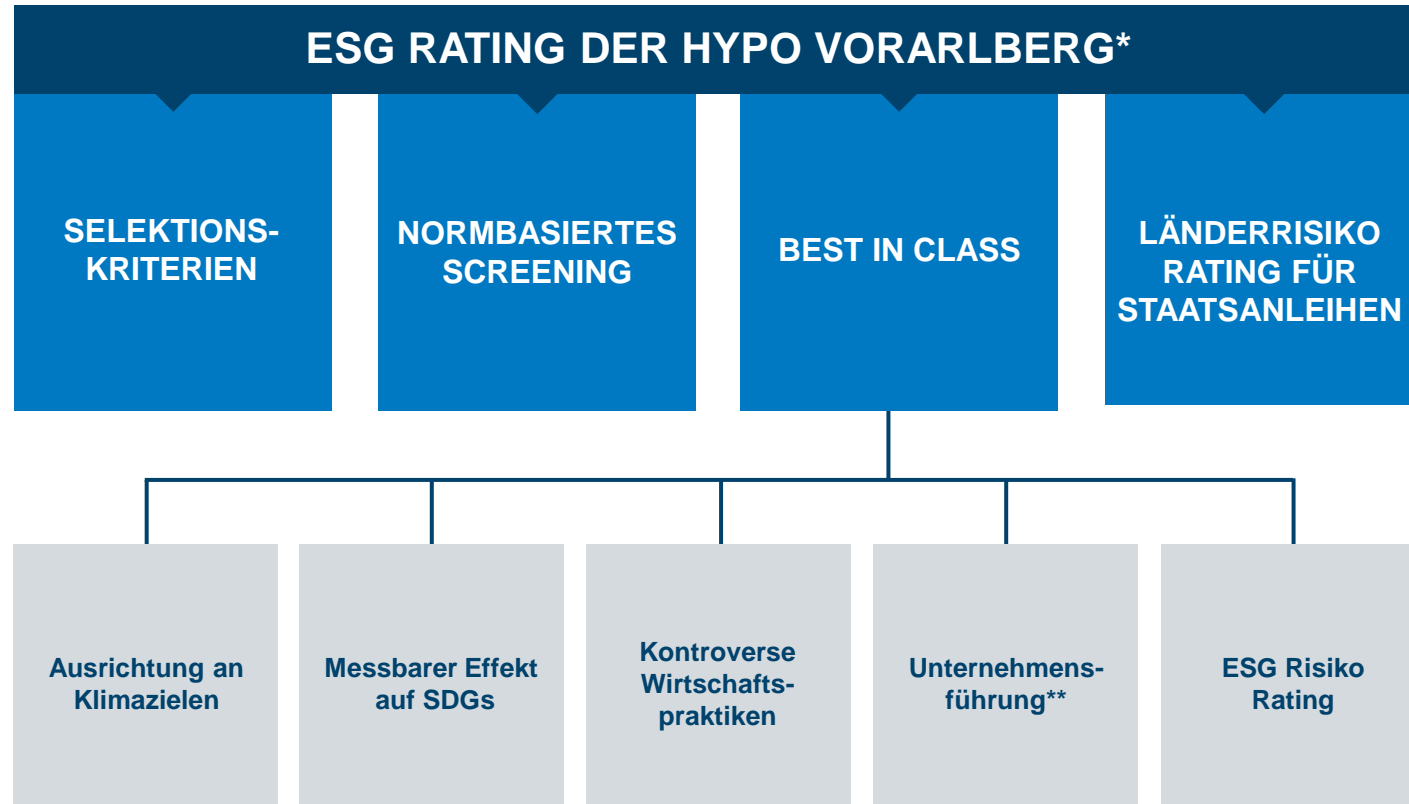 ESG RATING DER HYPO VORARLBERG*
SELEKTIONS-
KRITERIEN
NORMBASIERTES
SCREENING
BEST IN CLASS
LÄNDERRISIKO
RATING FÜR
STAATSANLEIHEN
Ausrichtung an
Klimazielen
Messbarer Effekt
auf SDGs
Kontroverse
Wirtschafts-
praktiken
Unternehmens-
führung**
ESG Risiko
Rating